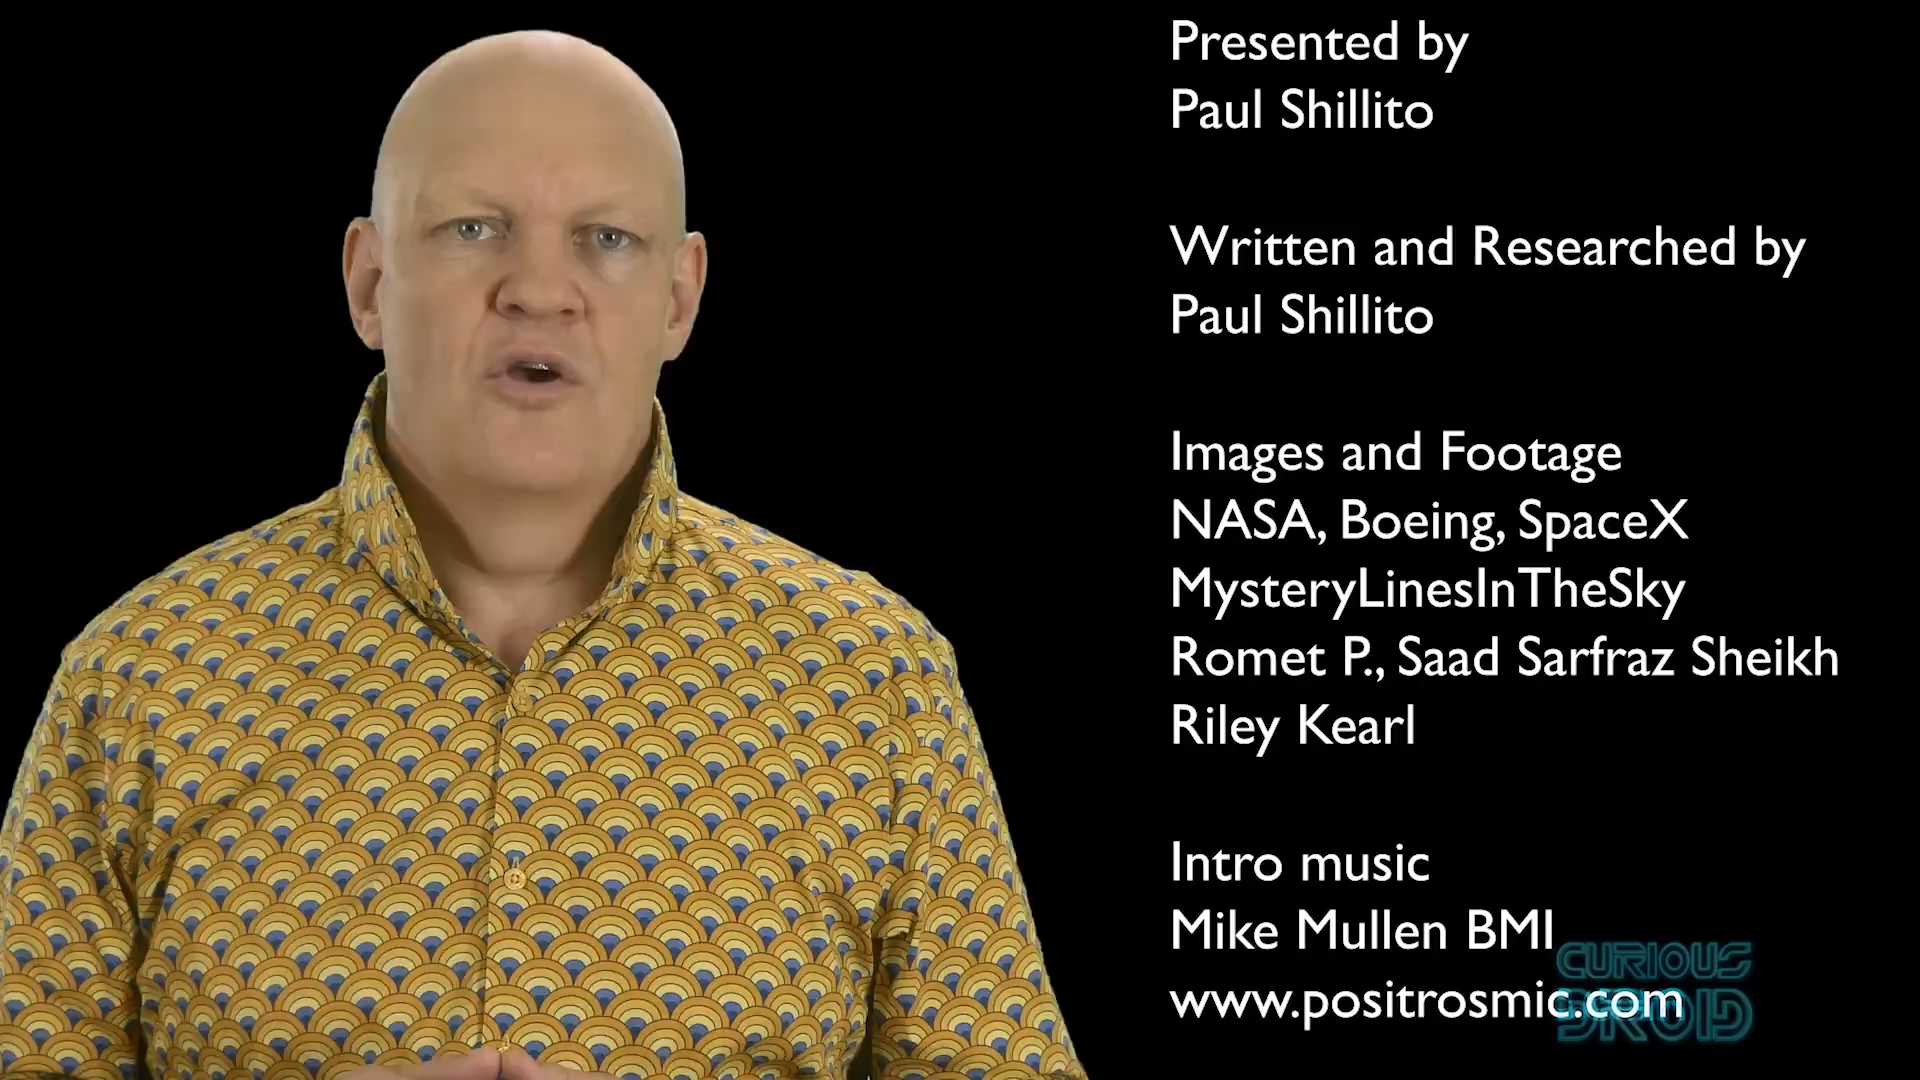 Presented by
Paul Shillito
Written and Researched by
Paul Shillito
Images and Footage
NASA, Boeing, SpaceX
MysteryLinesInTheSky
Romet P., Saad Sarfraz Sheikh
Riley Kearl
Intro music
Mike Mullen BMI
www.positrosmic.com
CURIOUS
DROID